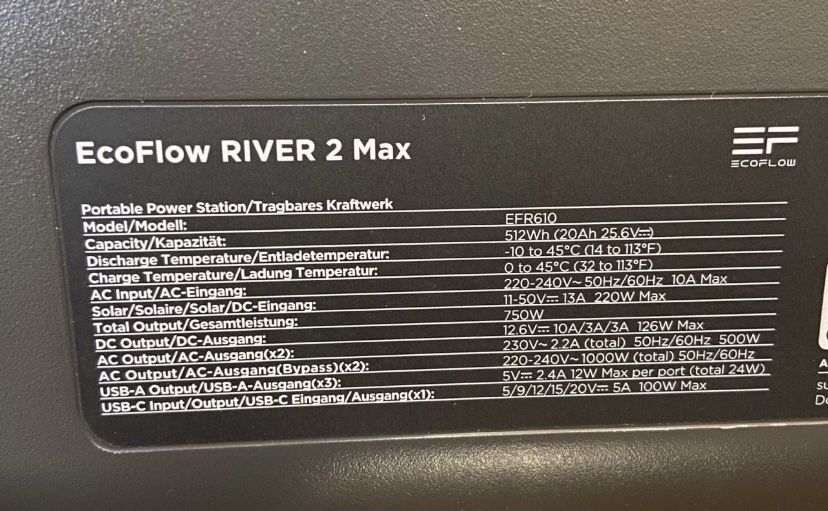 EcoFlow RIVER 2 Max
EF
ECOFLOW
Portable Power Station/Tragbares Kraftwerk
Model/Modell: EFR610
Capacity/Kapazität: 512Wh (20Ah 25.6V⎓)
Discharge Temperature/Entladetemperatur: -10 to 45°C (14 to 113°F)
Charge Temperature/Ladung Temperatur: 0 to 45°C (32 to 113°F)
AC Input/AC-Eingang: 220-240V~ 50Hz/60Hz 10A Max
Solar/Solaire/Solar/DC-Eingang: 11-50V⎓ 13A 220W Max
Total Output/Gesamtleistung: 750W
DC Output/DC-Ausgang: 12.6V⎓ 10A/3A/3A 126W Max
AC Output/AC-Ausgang(x2): 230V~ 2.2A (total) 50Hz/60Hz 500W
AC Output/AC-Ausgang(Bypass)(x2): 220-240V~ 1000W (total) 50Hz/60Hz
USB-A Output/USB-A-Ausgang(x3): 5V⎓ 2.4A 12W Max per port (total 24W)
USB-C Input/Output/USB-C Eingang/Ausgang(x1): 5/9/12/15/20V⎓ 5A 100W Max